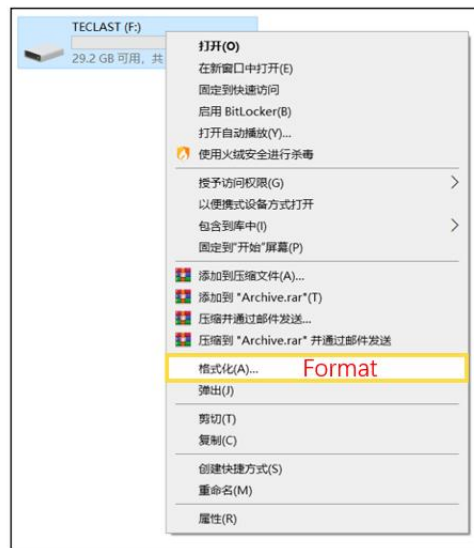 TECLAST (F:)
29.2 GB 可用，共
打开(O)
在新窗口中打开(E)
固定到快速访问
启用 BitLocker(B)
打开自动播放(Y)...
使用火绒安全进行杀毒
授予访问权限(G)
以便携式设备方式打开
包含到库中(I)
固定到"开始"屏幕(P)
添加到压缩文件(A)...
添加到 "Archive.rar"(T)
压缩并通过邮件发送...
压缩到 "Archive.rar" 并通过邮件发送
格式化(A)... Format
弹出(J)
剪切(T)
复制(C)
创建快捷方式(S)
重命名(M)
属性(R)